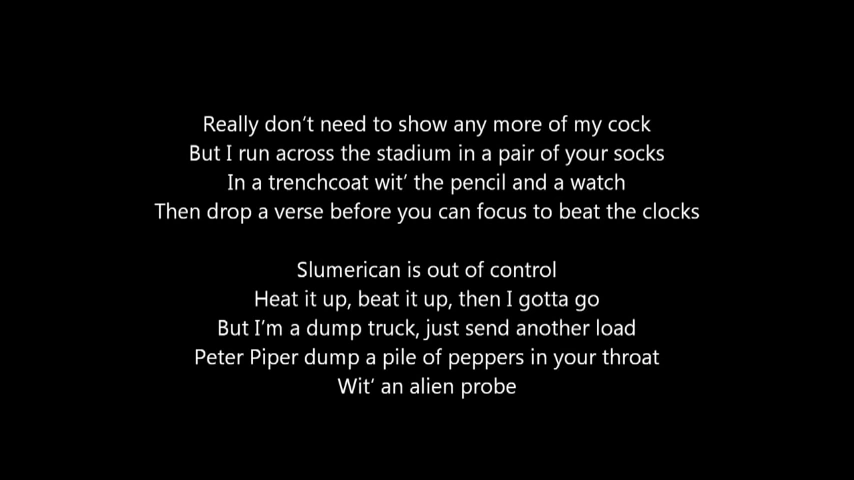 Really don't need to show any more of my cock
But I run across the stadium in a pair of your socks
In a trenchcoat wit' the pencil and a watch
Then drop a verse before you can focus to beat the clocks
Slumerican is out of control
Heat it up, beat it up, then I gotta go
But I'm a dump truck, just send another load
Peter Piper dump a pile of peppers in your throat
Wit' an alien probe